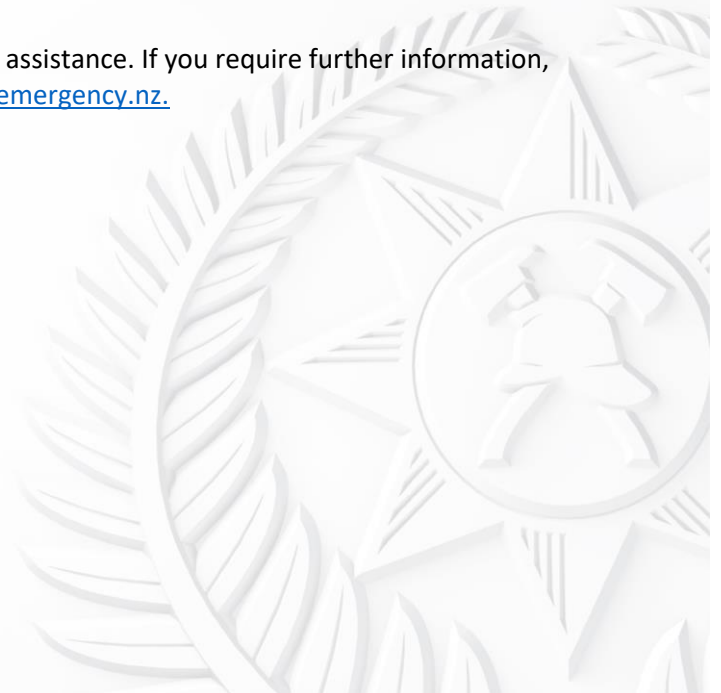 assistance. If you require further information,
emergency.nz.